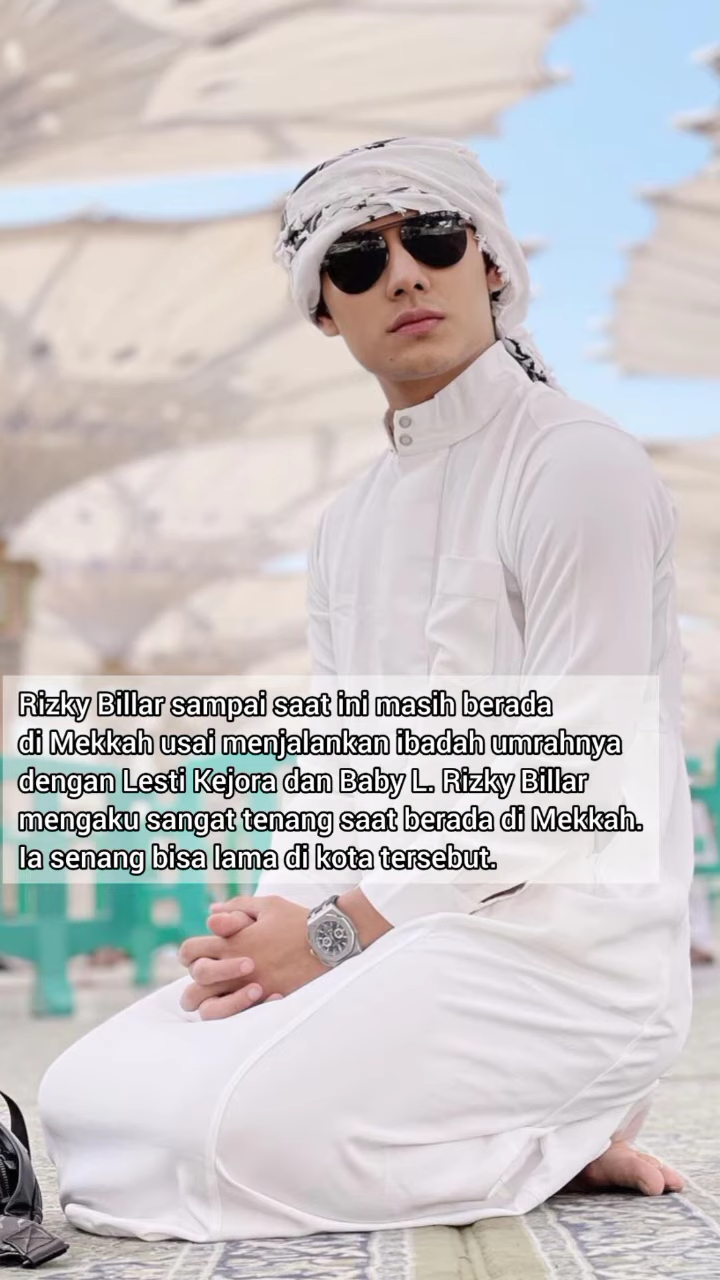 Rizky Billar sampai saat ini masih berada
di Mekkah usai menjalankan ibadah umrahnya
dengan Lesti Kejora dan Baby L. Rizky Billar
mengaku sangat tenang saat berada di Mekkah.
Ia senang bisa lama di kota tersebut.